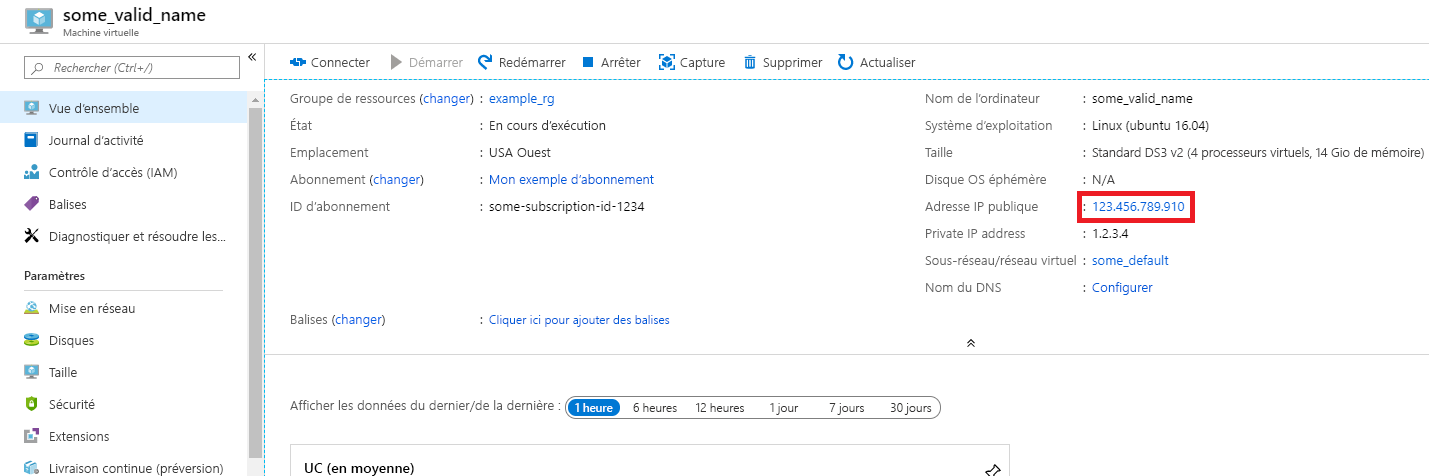 some_valid_name
Machine virtuelle
Rechercher (Ctrl+/)
«
Vue d'ensemble
Journal d'activité
Contrôle d'accès (IAM)
Balises
Diagnostiquer et résoudre les...
Paramètres
Mise en réseau
Disques
Taille
Sécurité
Extensions
Livraison continue (préversion)
Connecter Démarrer Redémarrer Arrêter Capture Supprimer Actualiser
Groupe de ressources (changer) : example_rg
État : En cours d'exécution
Emplacement : USA Ouest
Abonnement (changer) : Mon exemple d'abonnement
ID d'abonnement : some-subscription-id-1234
Nom de l'ordinateur : some_valid_name
Système d'exploitation : Linux (ubuntu 16.04)
Taille : Standard DS3 v2 (4 processeurs virtuels, 14 Gio de mémoire)
Disque OS éphémère : N/A
Adresse IP publique : 123.456.789.910
Private IP address : 1.2.3.4
Sous-réseau/réseau virtuel : some_default
Nom du DNS : Configurer
Balises (changer) : Cliquer ici pour ajouter des balises
Afficher les données du dernier/de la dernière : 1 heure 6 heures 12 heures 1 jour 7 jours 30 jours
UC (en moyenne)